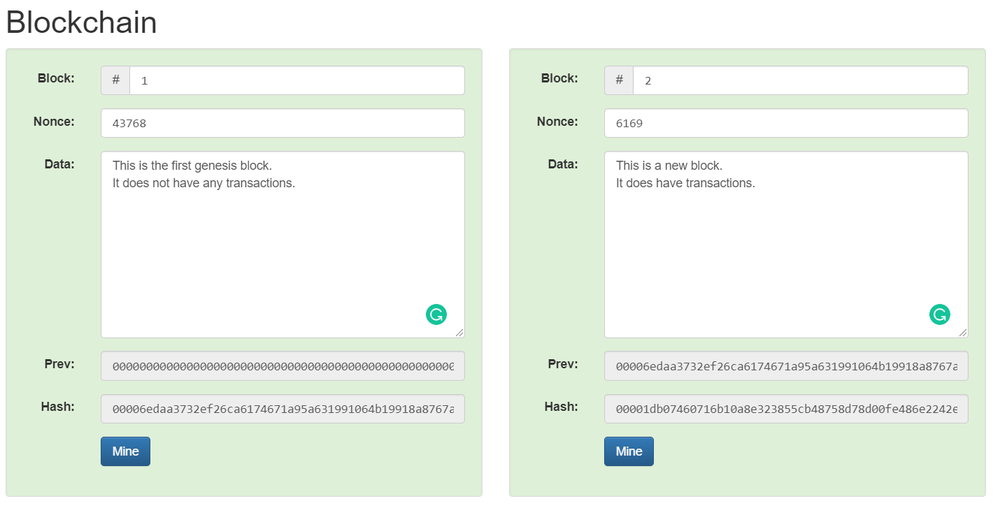 Blockchain
Block: # 1
Nonce: 43768
Data: This is the first genesis block.
It does not have any transactions.
Prev: 000000000000000000000000000000000000000000000000000
Hash: 00006edaa3732ef26ca6174671a95a631991064b19918a8767a
Mine
Block: # 2
Nonce: 6169
Data: This is a new block.
It does have transactions.
Prev: 00006edaa3732ef26ca6174671a95a631991064b19918a8767a
Hash: 00001db07460716b10a8e323855cb48758d78d00fe486e2242e
Mine